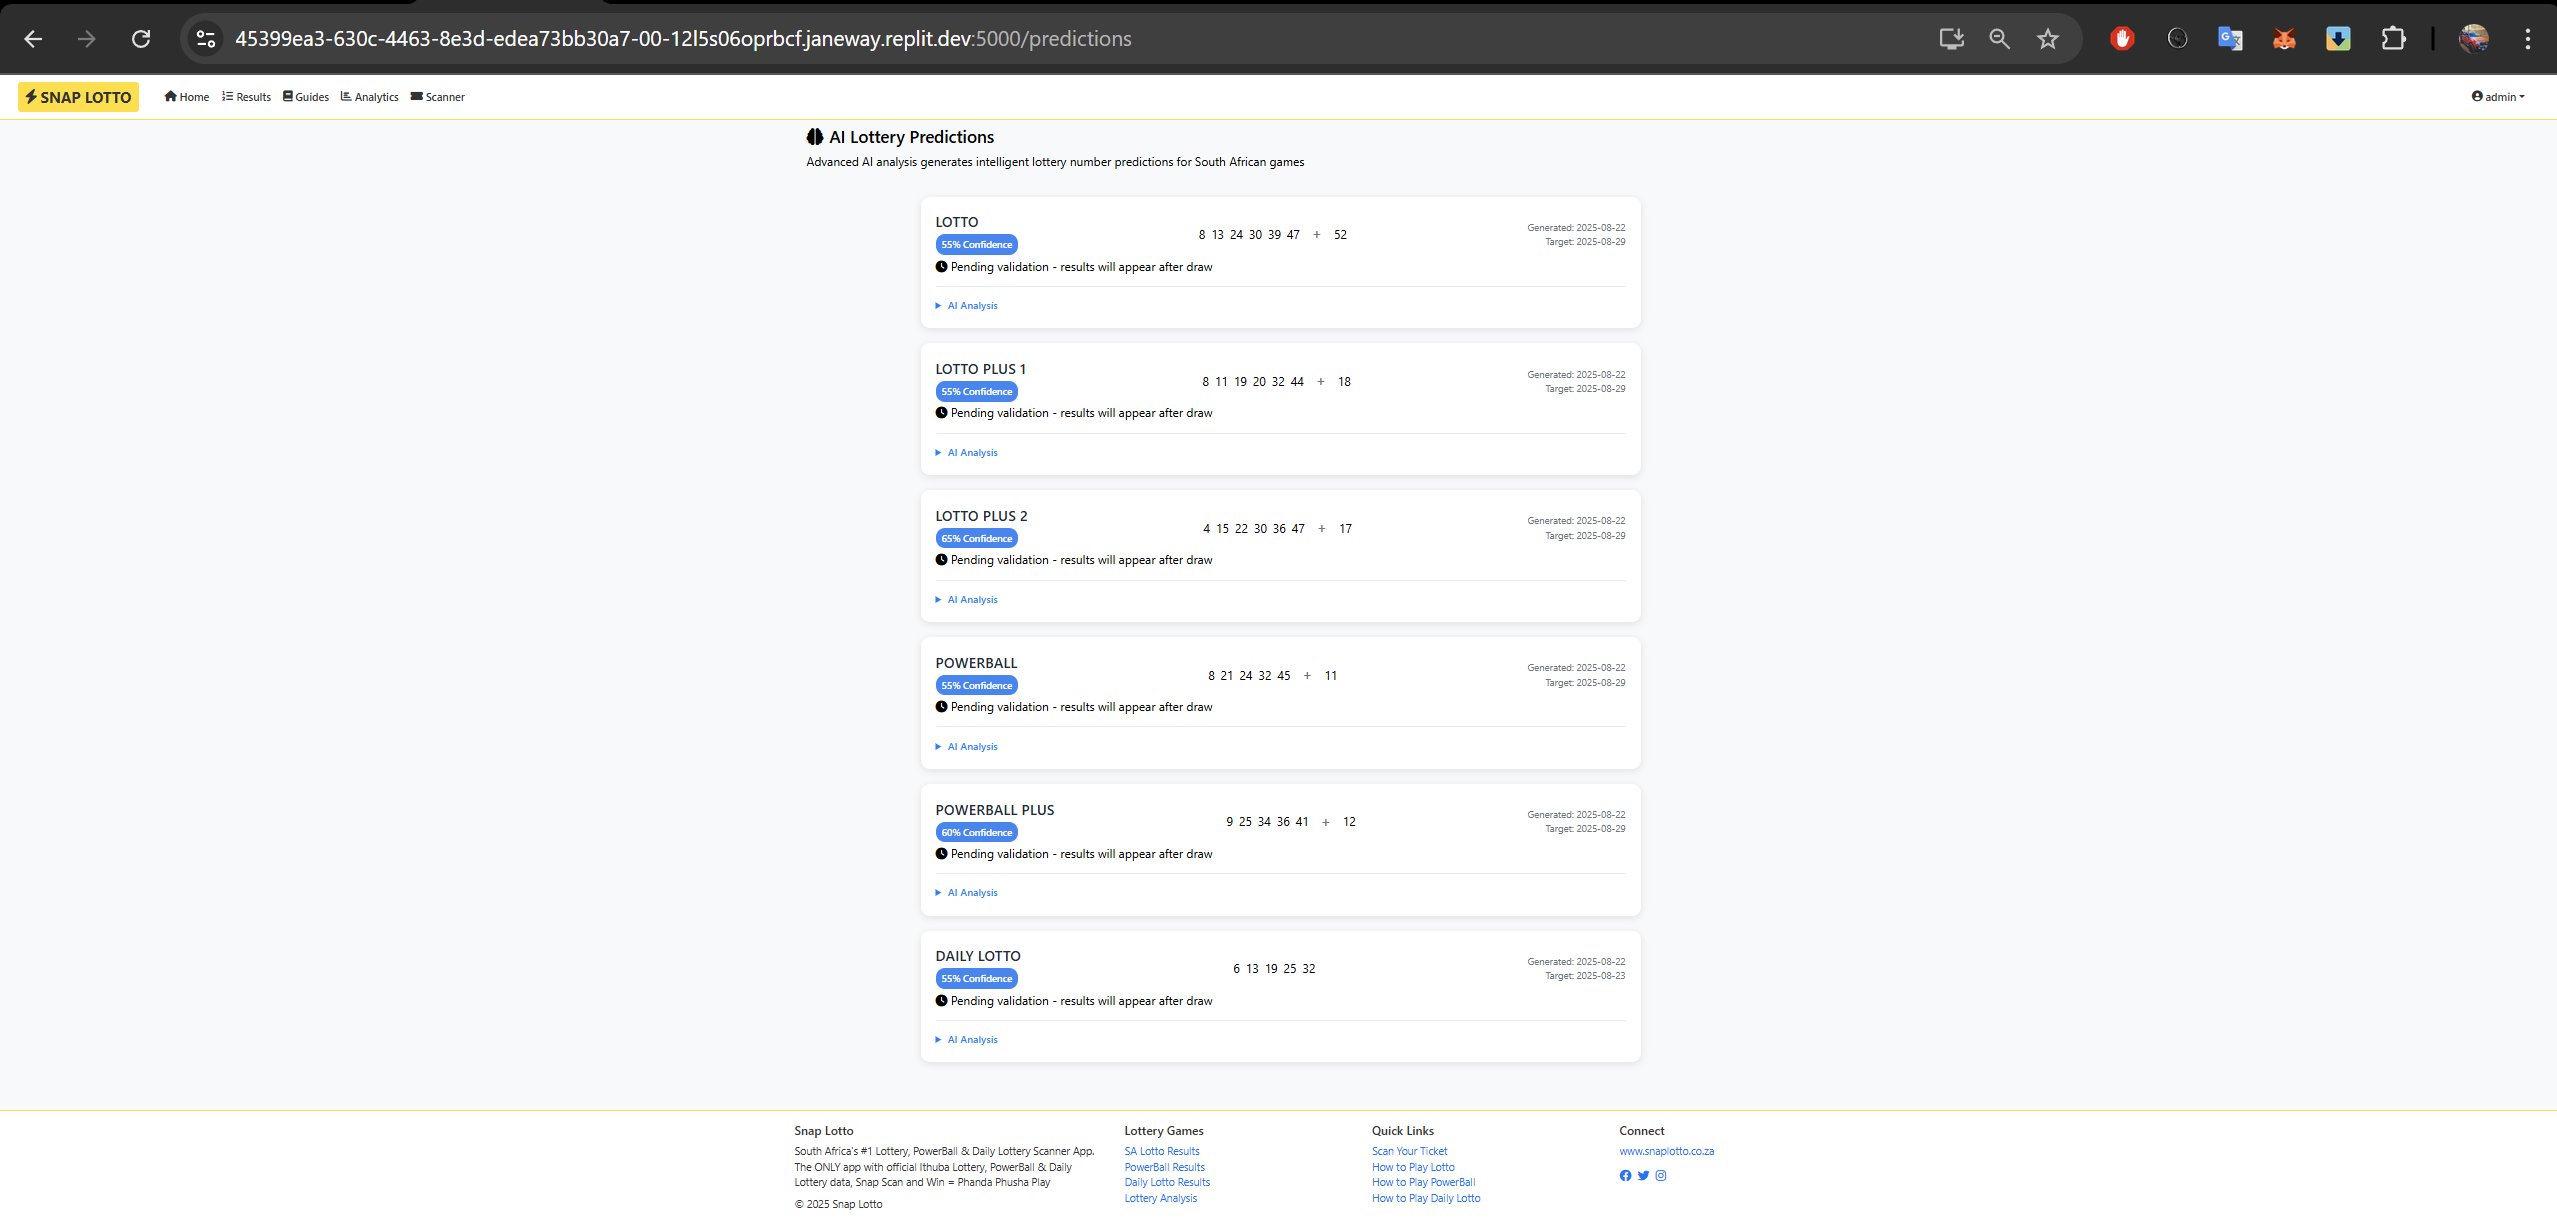 45399ea3-630c-4463-8e3d-edea73bb30a7-00-12l5s06oprbcf.janeway.replit.dev:5000/predictions
SNAP LOTTO Home Results Guides Analytics Scanner admin
AI Lottery Predictions
Advanced AI analysis generates intelligent lottery number predictions for South African games
LOTTO
55% Confidence
8 13 24 30 39 47 + 52
Generated: 2025-08-22
Target: 2025-08-29
Pending validation - results will appear after draw
AI Analysis
LOTTO PLUS 1
55% Confidence
8 11 19 20 32 44 + 18
Generated: 2025-08-22
Target: 2025-08-29
Pending validation - results will appear after draw
AI Analysis
LOTTO PLUS 2
65% Confidence
4 15 22 30 36 47 + 17
Generated: 2025-08-22
Target: 2025-08-29
Pending validation - results will appear after draw
AI Analysis
POWERBALL
55% Confidence
8 21 24 32 45 + 11
Generated: 2025-08-22
Target: 2025-08-29
Pending validation - results will appear after draw
AI Analysis
POWERBALL PLUS
60% Confidence
9 25 34 36 41 + 12
Generated: 2025-08-22
Target: 2025-08-29
Pending validation - results will appear after draw
AI Analysis
DAILY LOTTO
55% Confidence
6 13 19 25 32
Generated: 2025-08-22
Target: 2025-08-23
Pending validation - results will appear after draw
AI Analysis
Snap Lotto
South Africa's #1 Lottery, PowerBall & Daily Lottery Scanner App.
The ONLY app with official Ithuba Lottery, PowerBall & Daily
Lottery data, Snap Scan and Win = Phanda Phusha Play
© 2025 Snap Lotto
Lottery Games
SA Lotto Results
PowerBall Results
Daily Lotto Results
Lottery Analysis
Quick Links
Scan Your Ticket
How to Play Lotto
How to Play PowerBall
How to Play Daily Lotto
Connect
www.snaplotto.co.za